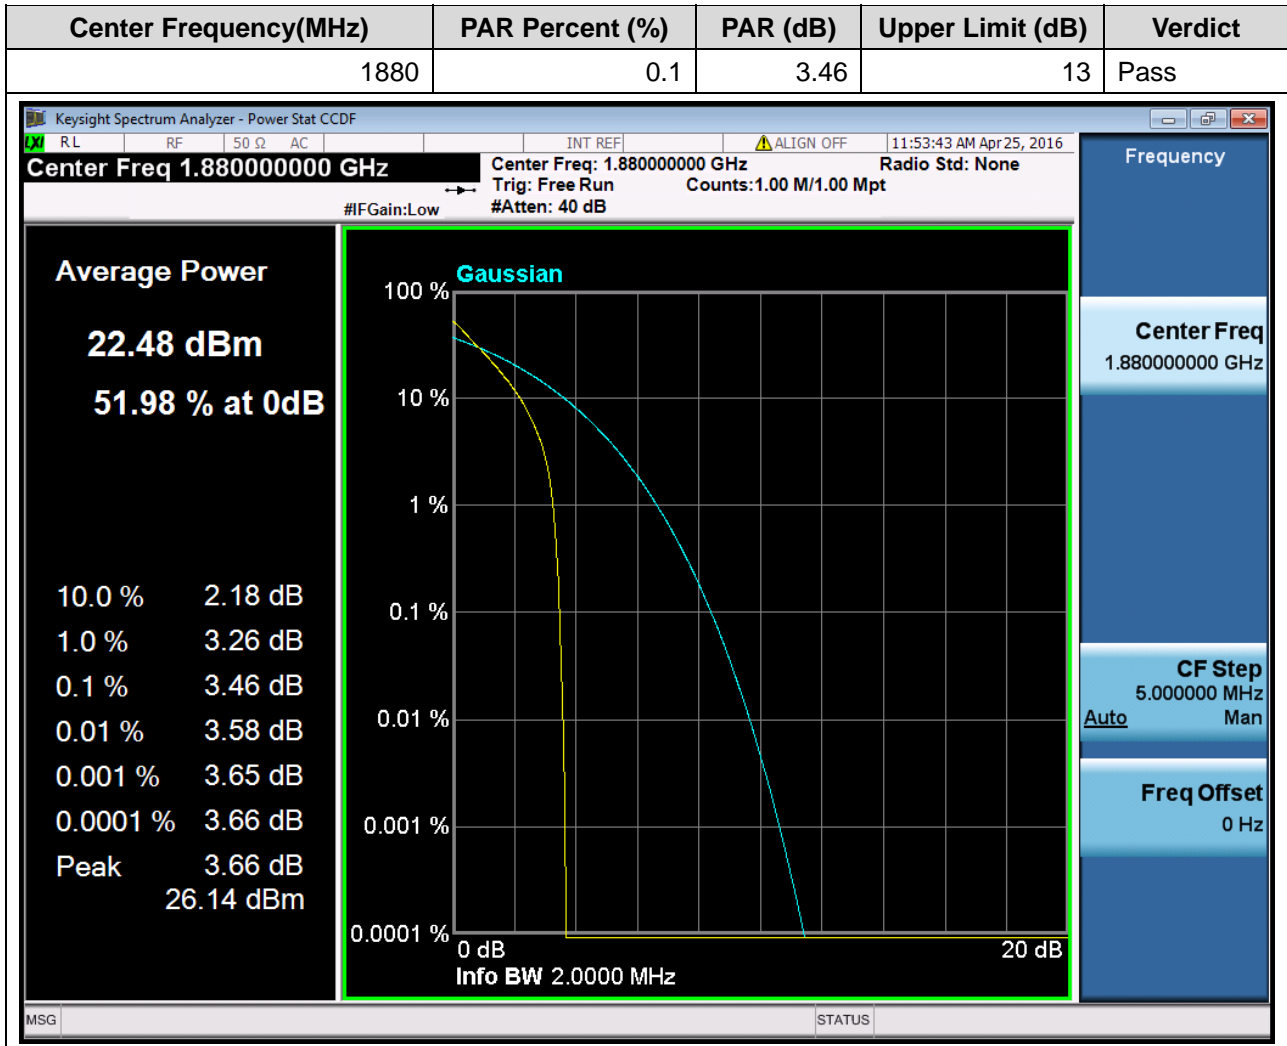 Center Frequency(MHz) PAR Percent (%) PAR (dB) Upper Limit (dB) Verdict
1880 0.1 3.46 13 Pass
Keysight Spectrum Analyzer - Power Stat CCDF
LXI RL RF 50 Ω AC INT REF ALIGN OFF 11:53:43 AM Apr 25, 2016
Center Freq 1.880000000 GHz
Center Freq: 1.880000000 GHz Radio Std: None
Trig: Free Run Counts:1.00 M/1.00 Mpt
#IFGain:Low #Atten: 40 dB
Average Power
22.48 dBm
51.98 % at 0dB
10.0 % 2.18 dB
1.0 % 3.26 dB
0.1 % 3.46 dB
0.01 % 3.58 dB
0.001 % 3.65 dB
0.0001 % 3.66 dB
Peak 3.66 dB
26.14 dBm
Gaussian
100 %
10 %
1 %
0.1 %
0.01 %
0.001 %
0.0001 %
0 dB 20 dB
Info BW 2.0000 MHz
Frequency
Center Freq
1.880000000 GHz
CF Step
5.000000 MHz
Auto Man
Freq Offset
0 Hz
MSG STATUS